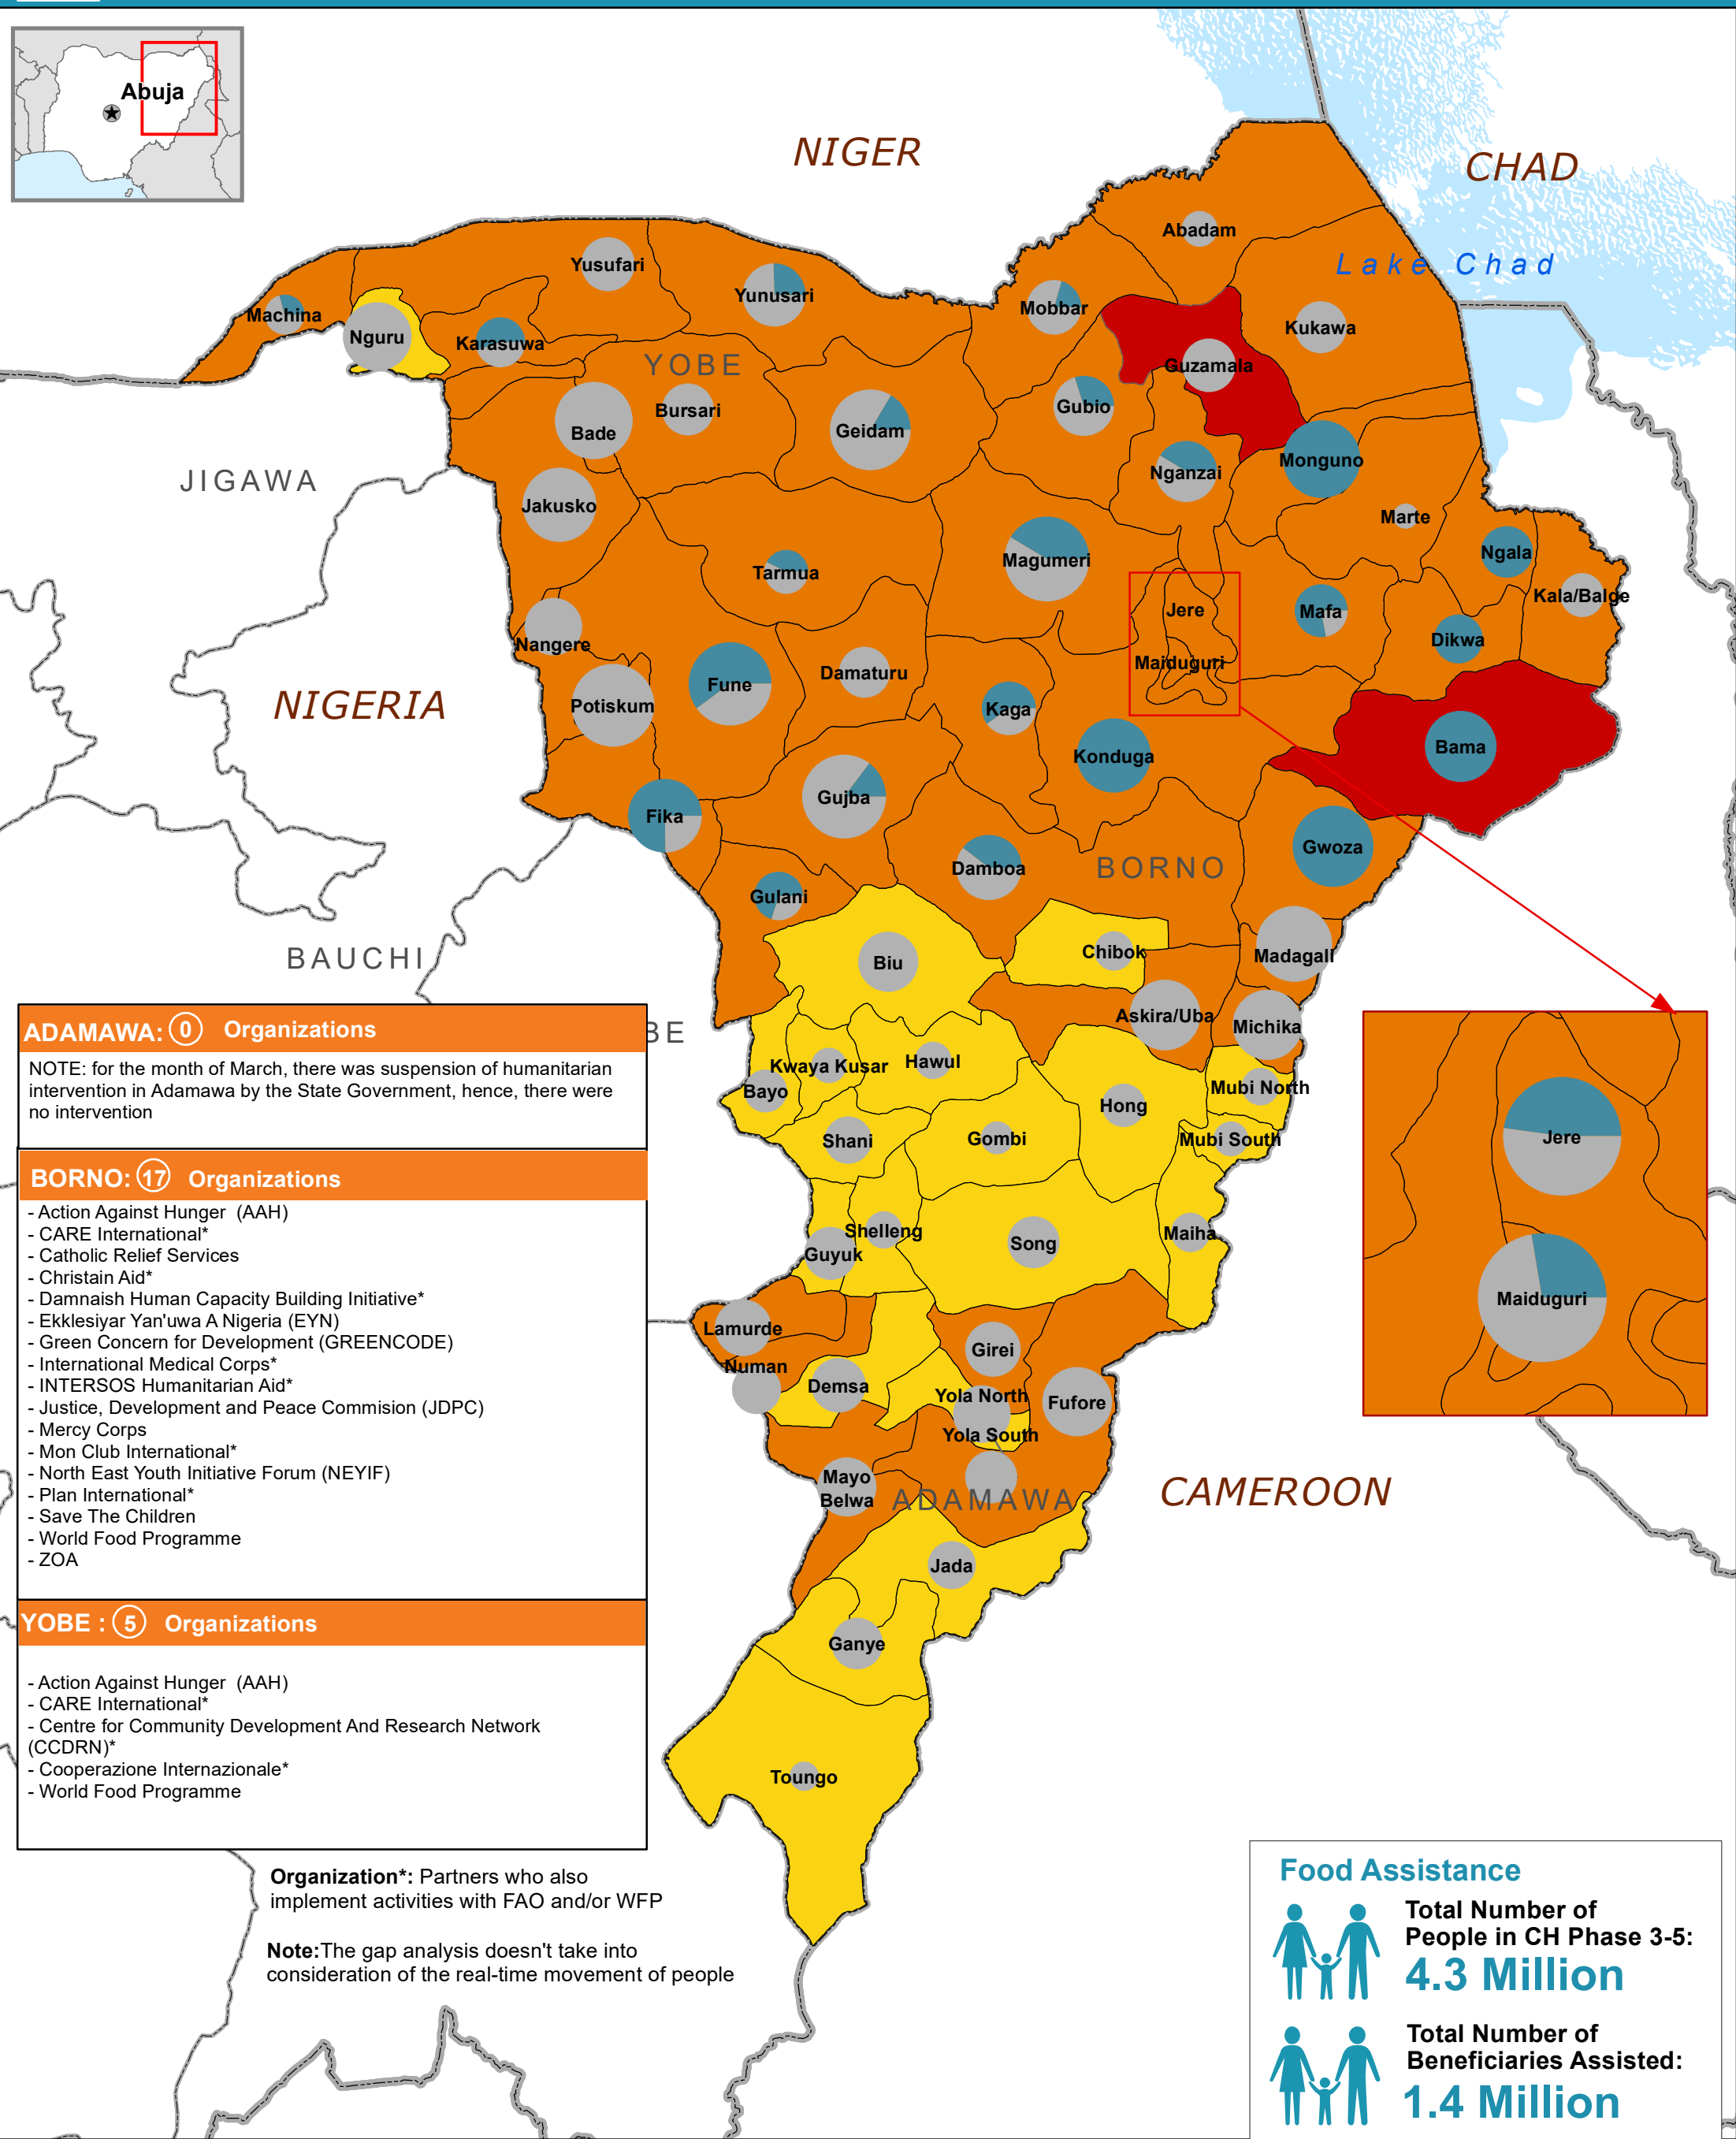 Abuja
NIGER
CHAD
Lake Chad
Abadam
Yusufari
Yunusari
Mobbar
Machina
Kukawa
Nguru
Karasuwa
YOBE
Guzamala
Bursari
Gubio
Bade
Geidam
Monguno
Nganzai
JIGAWA
Jakusko
Marte
Ngala
Magumeri
Tarmua
Kala/Balge
Jere
Mafa
Nangere
Dikwa
Maiduguri
Damaturu
Fune
NIGERIA
Potiskum
Kaga
Bama
Konduga
Gujba
Fika
Gwoza
Damboa
BORNO
Gulani
BAUCHI
Biu
Chibok
Madagali
Askira/Uba
Michika
BE
Kwaya Kusar
Hawul
Bayo
Mubi North
Hong
Shani
Gombi
Mubi South
Shelleng
Maiha
Song
Guyuk
Lamurde
Girei
Numan
Demsa
Yola North
Fufore
Yola South
Mayo
Belwa
ADAMAWA
CAMEROON
Jada
Ganye
Toungo
Jere
Maiduguri
ADAMAWA: 0 Organizations
NOTE: for the month of March, there was suspension of humanitarian
intervention in Adamawa by the State Government, hence, there were
no intervention
BORNO: 17 Organizations
- Action Against Hunger (AAH)
- CARE International*
- Catholic Relief Services
- Christain Aid*
- Damnaish Human Capacity Building Initiative*
- Ekklesiyar Yan'uwa A Nigeria (EYN)
- Green Concern for Development (GREENCODE)
- International Medical Corps*
- INTERSOS Humanitarian Aid*
- Justice, Development and Peace Commision (JDPC)
- Mercy Corps
- Mon Club International*
- North East Youth Initiative Forum (NEYIF)
- Plan International*
- Save The Children
- World Food Programme
- ZOA
YOBE : 5 Organizations
- Action Against Hunger (AAH)
- CARE International*
- Centre for Community Development And Research Network
(CCDRN)*
- Cooperazione Internazionale*
- World Food Programme
Organization*: Partners who also
implement activities with FAO and/or WFP
Note:The gap analysis doesn't take into
consideration of the real-time movement of people
Food Assistance
Total Number of
People in CH Phase 3-5:
4.3 Million
Total Number of
Beneficiaries Assisted:
1.4 Million